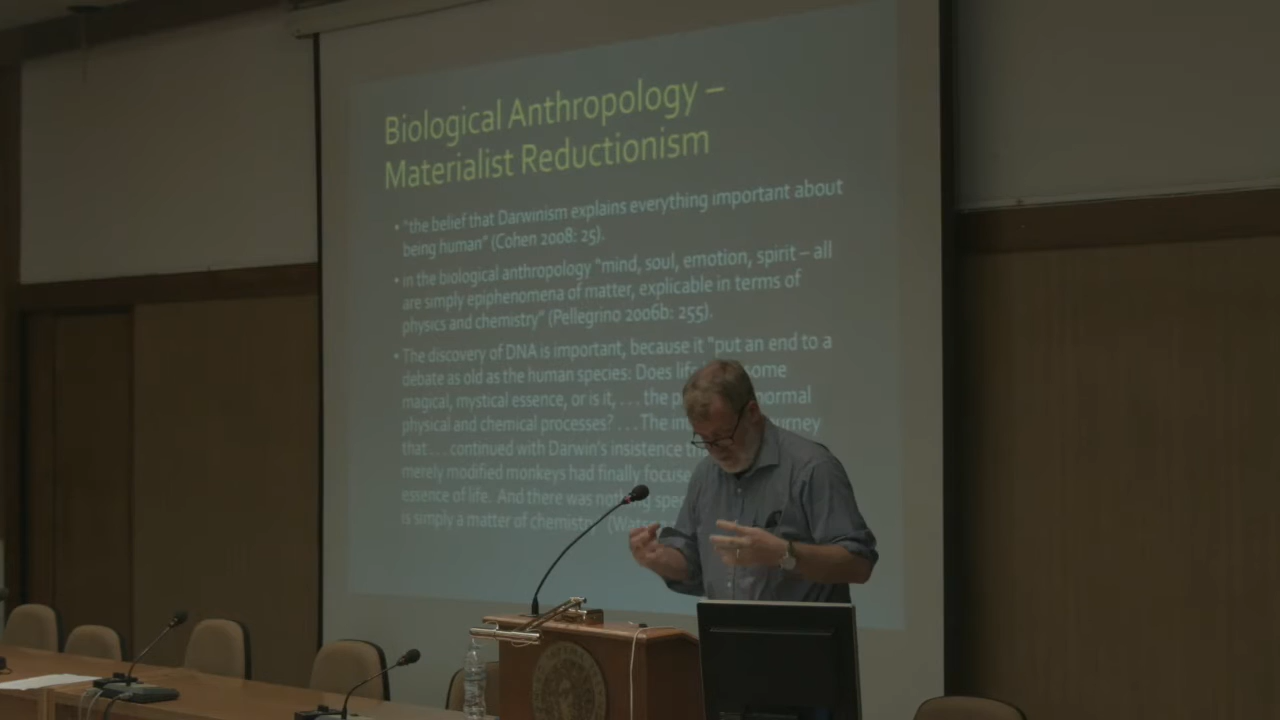 Biological Anthropology –
Materialist Reductionism
• "the belief that Darwinism explains everything important about
being human" (Cohen 2008: 25).
• in the biological anthropology "mind, soul, emotion, spirit – all
are simply epiphenomena of matter, explicable in terms of
physics and chemistry" (Pellegrino 2006b: 255).
• The discovery of DNA is important, because it "put an end to a
debate as old as the human species: Does some
magical, mystical essence, or is it, . . . the normal
physical and chemical processes? . . . The
that . . . continued with Darwin's insistence
merely modified monkeys had finally
essence of life. And there was
is simply a matter of